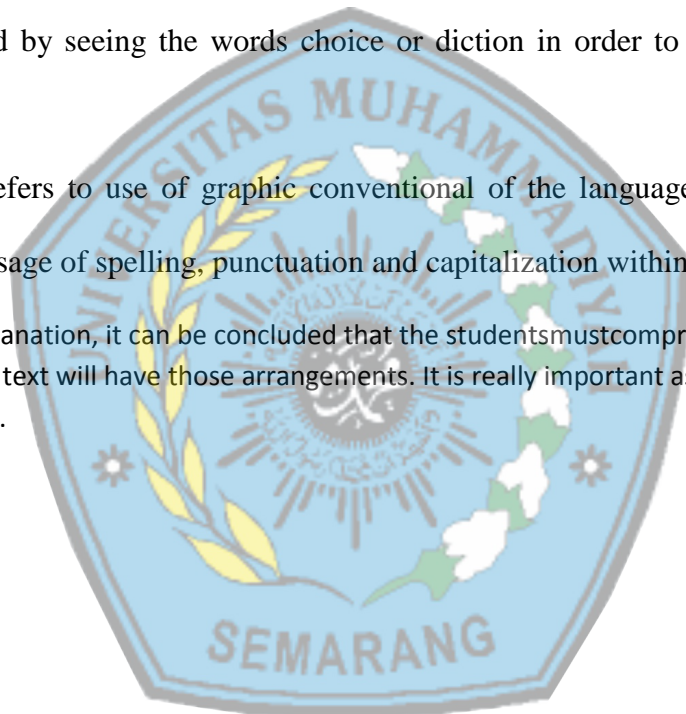 d by seeing the words choice or diction in order to
efers to use of graphic conventional of the language
sage of spelling, punctuation and capitalization within
anation, it can be concluded that the studentsmustcompr
text will have those arrangements. It is really important as
.
UNIVERSITAS MUHAMMADIYAH
SEMARANG